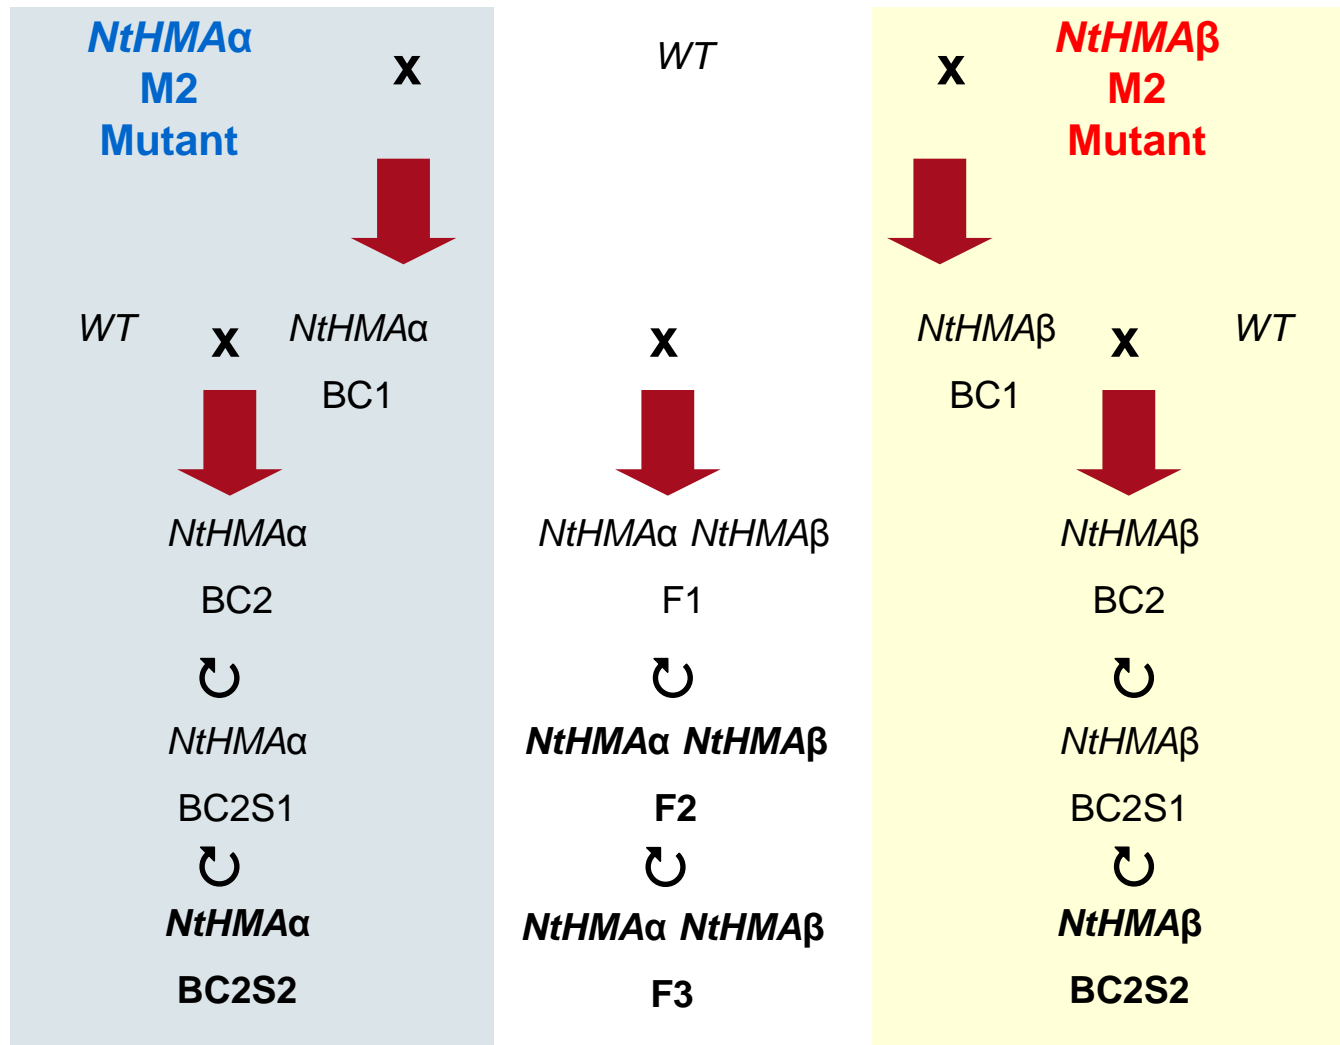 NtHMAα
M2
Mutant
x
WT
x
NtHMAβ
M2
Mutant
WT x NtHMAα
BC1
x
NtHMAβ x WT
BC1
NtHMAα
BC2
NtHMAα NtHMAβ
F1
NtHMAβ
BC2
NtHMAα
BC2S1
NtHMAα NtHMAβ
F2
NtHMAβ
BC2S1
NtHMAα
BC2S2
NtHMAα NtHMAβ
F3
NtHMAβ
BC2S2